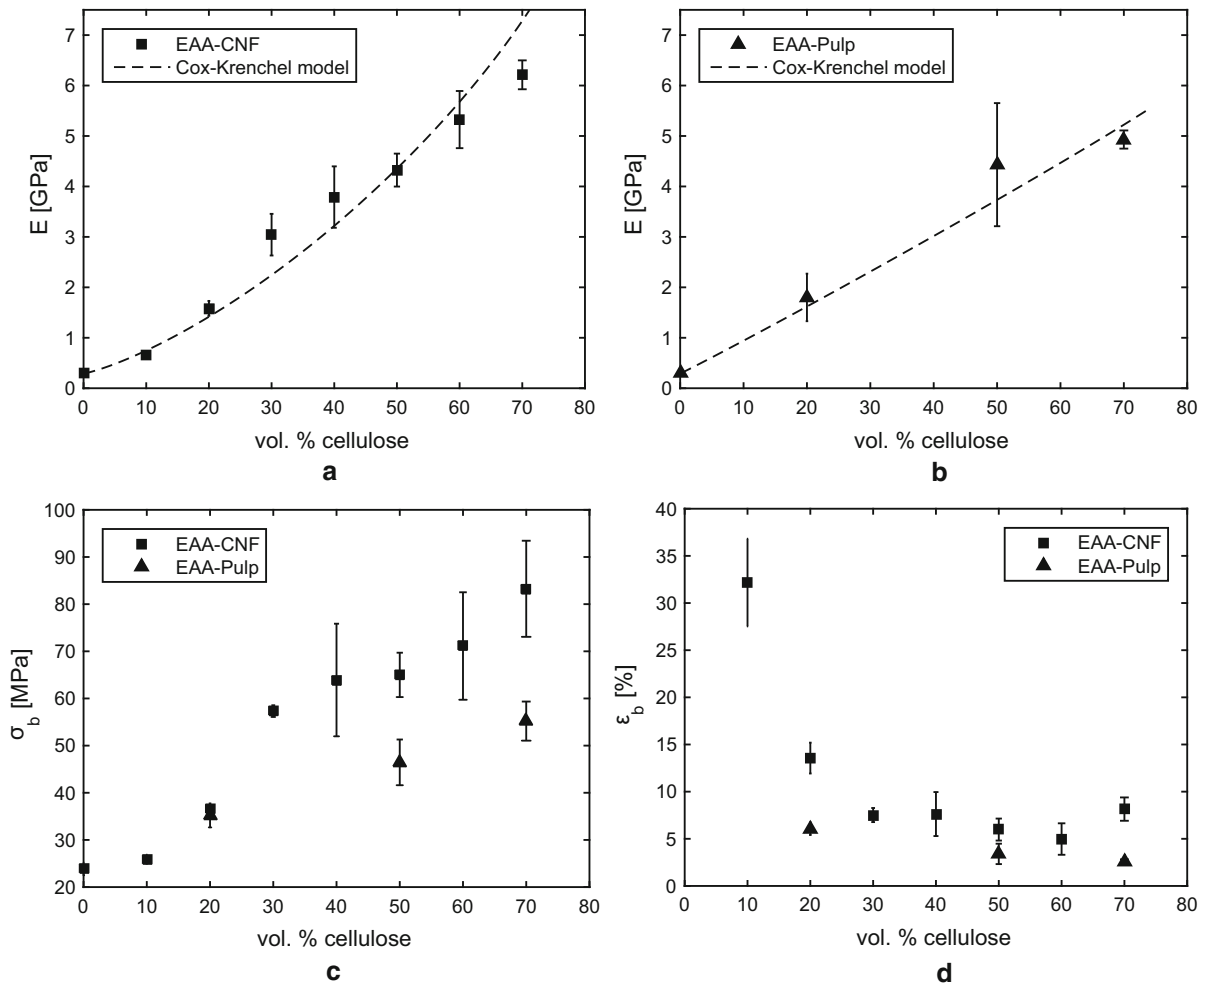 7
6
5
4
3
2
1
0
E [GPa]
EAA-CNF
Cox-Krenchel model
0 10 20 30 40 50 60 70 80
vol. % cellulose
a
7
6
5
4
3
2
1
0
E [GPa]
EAA-Pulp
Cox-Krenchel model
0 10 20 30 40 50 60 70 80
vol. % cellulose
b
100
90
80
70
60
50
40
30
20
σb [MPa]
EAA-CNF
EAA-Pulp
0 10 20 30 40 50 60 70 80
vol. % cellulose
c
40
35
30
25
20
15
10
5
0
εb [%]
EAA-CNF
EAA-Pulp
0 10 20 30 40 50 60 70 80
vol. % cellulose
d